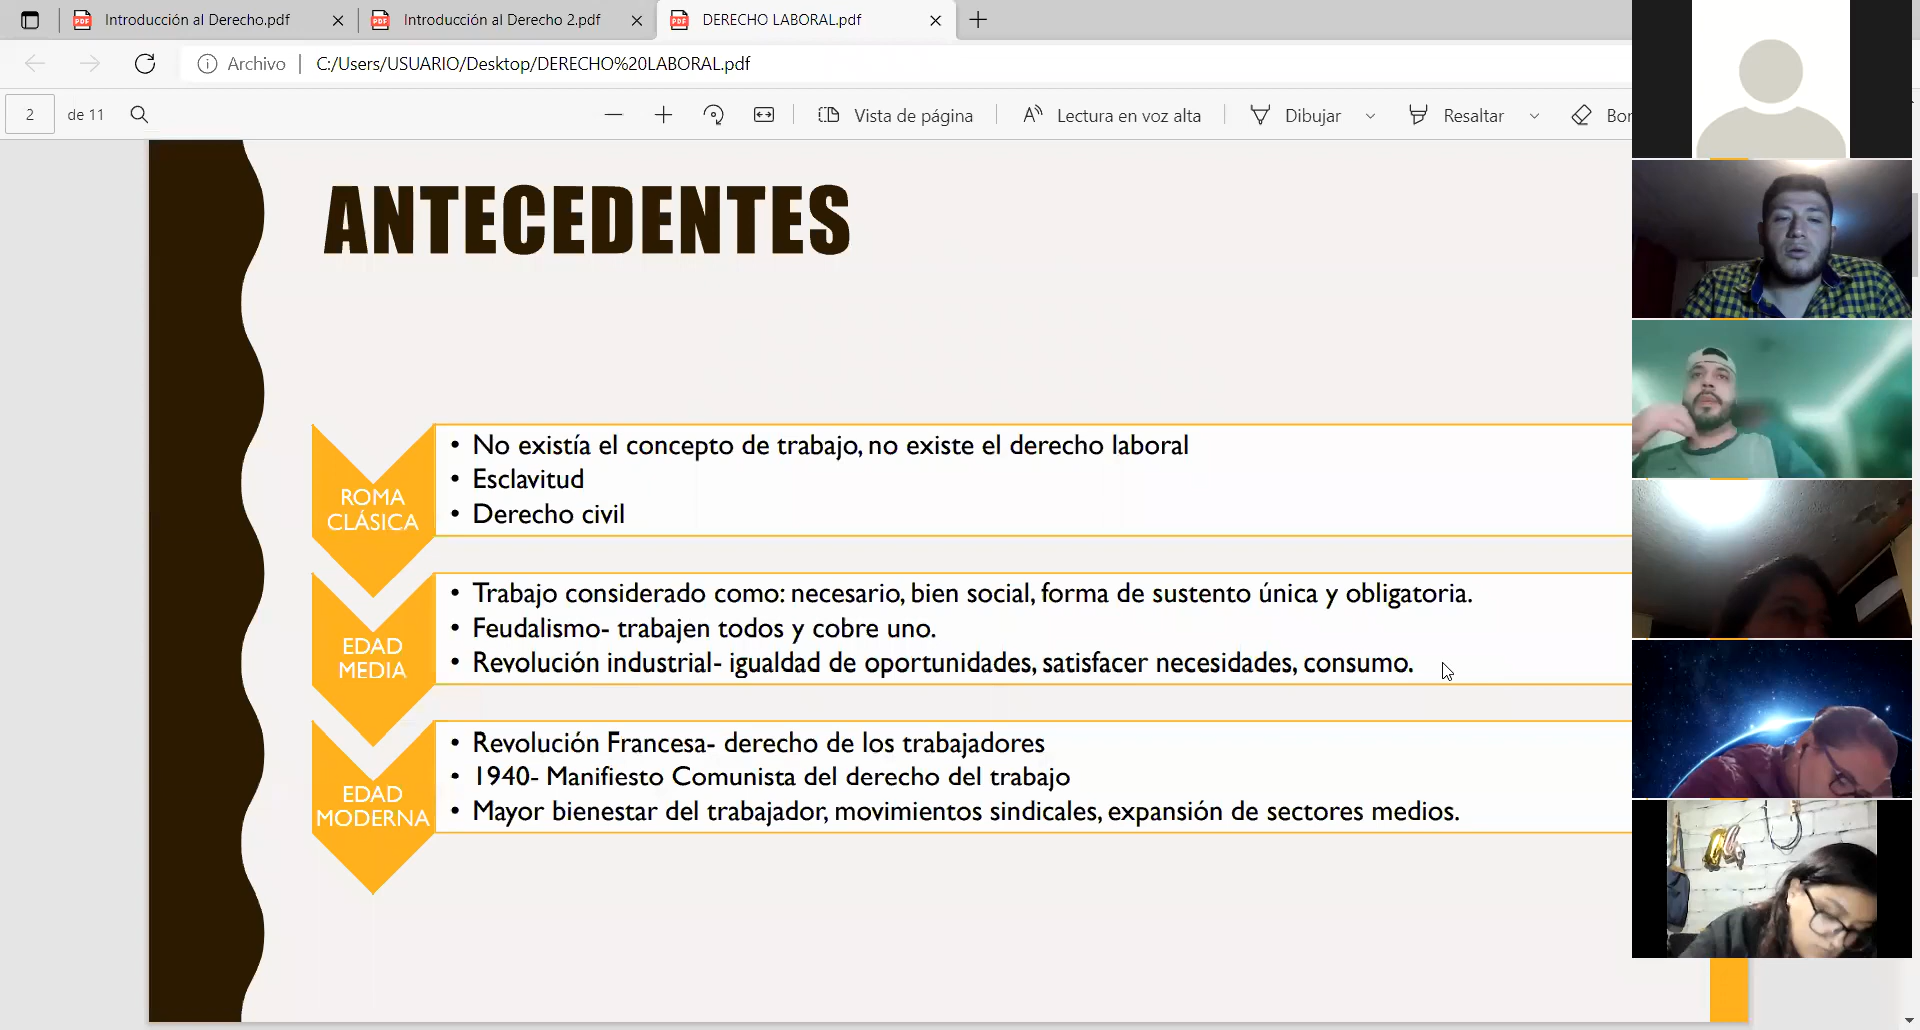 Introducción al Derecho.pdf
Introducción al Derecho 2.pdf
DERECHO LABORAL.pdf
Archivo
C:/Users/USUARIO/Desktop/DERECHO%20LABORAL.pdf
2
de 11
Vista de página
Lectura en voz alta
Dibujar
Resaltar
Bor
ANTECEDENTES
ROMA
CLÁSICA
• No existía el concepto de trabajo, no existe el derecho laboral
• Esclavitud
• Derecho civil
EDAD
MEDIA
• Trabajo considerado como: necesario, bien social, forma de sustento única y obligatoria.
• Feudalismo- trabajen todos y cobre uno.
• Revolución industrial- igualdad de oportunidades, satisfacer necesidades, consumo.
EDAD
MODERNA
• Revolución Francesa- derecho de los trabajadores
• 1940- Manifiesto Comunista del derecho del trabajo
• Mayor bienestar del trabajador, movimientos sindicales, expansión de sectores medios.